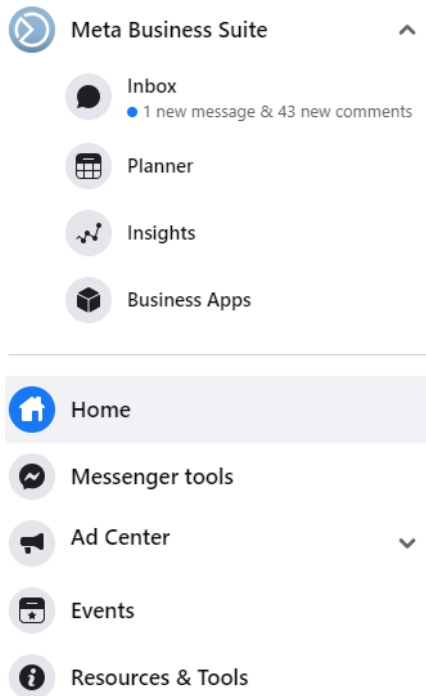 Meta Business Suite
Inbox
1 new message & 43 new comments
Planner
Insights
Business Apps
Home
Messenger tools
Ad Center
Events
Resources & Tools